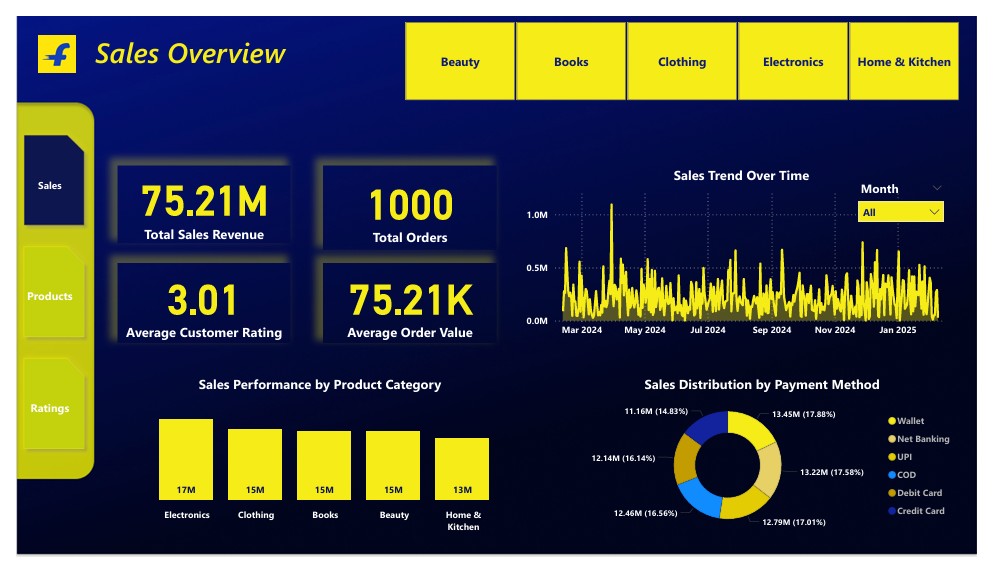 Sales Overview
Beauty
Books
Clothing
Electronics
Home & Kitchen
Sales
Products
Ratings
75.21M
Total Sales Revenue
1000
Total Orders
3.01
Average Customer Rating
75.21K
Average Order Value
Sales Trend Over Time
Month
All
1.0M
0.5M
0.0M
Mar 2024
May 2024
Jul 2024
Sep 2024
Nov 2024
Jan 2025
Sales Performance by Product Category
17M
15M
15M
15M
13M
Electronics
Clothing
Books
Beauty
Home &
Kitchen
Sales Distribution by Payment Method
11.16M (14.83%)
13.45M (17.88%)
12.14M (16.14%)
13.22M (17.58%)
12.46M (16.56%)
12.79M (17.01%)
Wallet
Net Banking
UPI
COD
Debit Card
Credit Card